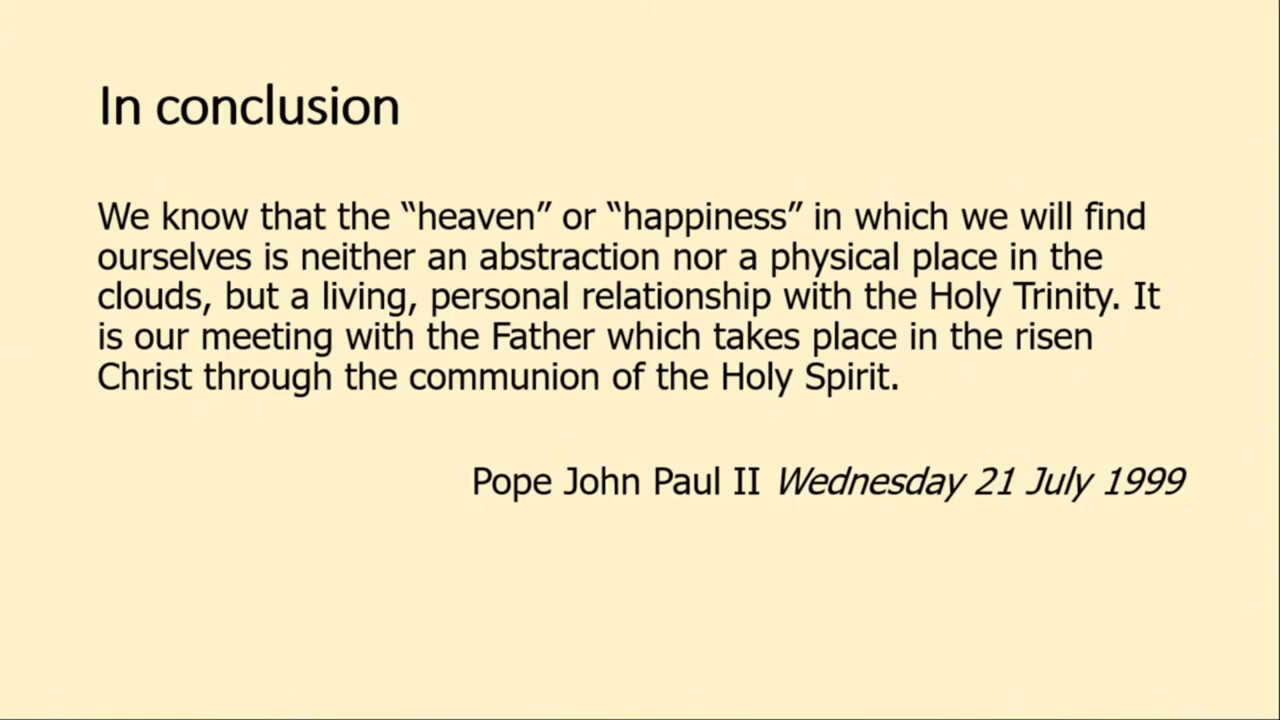 In conclusion
We know that the “heaven” or “happiness” in which we will find
ourselves is neither an abstraction nor a physical place in the
clouds, but a living, personal relationship with the Holy Trinity. It
is our meeting with the Father which takes place in the risen
Christ through the communion of the Holy Spirit.
Pope John Paul II Wednesday 21 July 1999